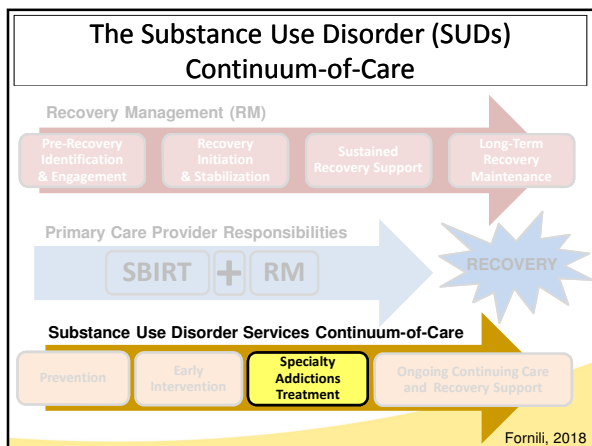 The Substance Use Disorder (SUDs)
Continuum-of-Care
Recovery Management (RM)
Pre-Recovery
Identification
& Engagement
Recovery
Initiation
& Stabilization
Sustained
Recovery Support
Long-Term
Recovery
Maintenance
Primary Care Provider Responsibilities
SBIRT + RM
RECOVERY
Substance Use Disorder Services Continuum-of-Care
Prevention
Early
Intervention
Specialty
Addictions
Treatment
Ongoing Continuing Care
and Recovery Support
Fornili, 2018